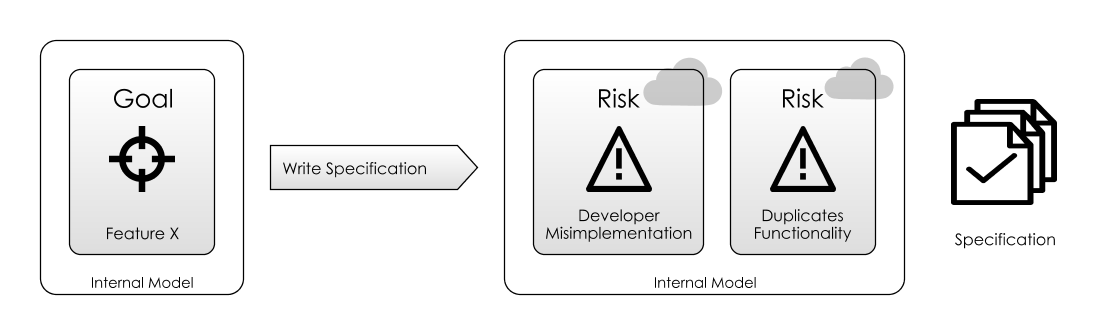 Goal
Feature X
Internal Model
Write Specification
Risk
Developer
Misimplementation
Risk
Duplicates
Functionality
Internal Model
Specification